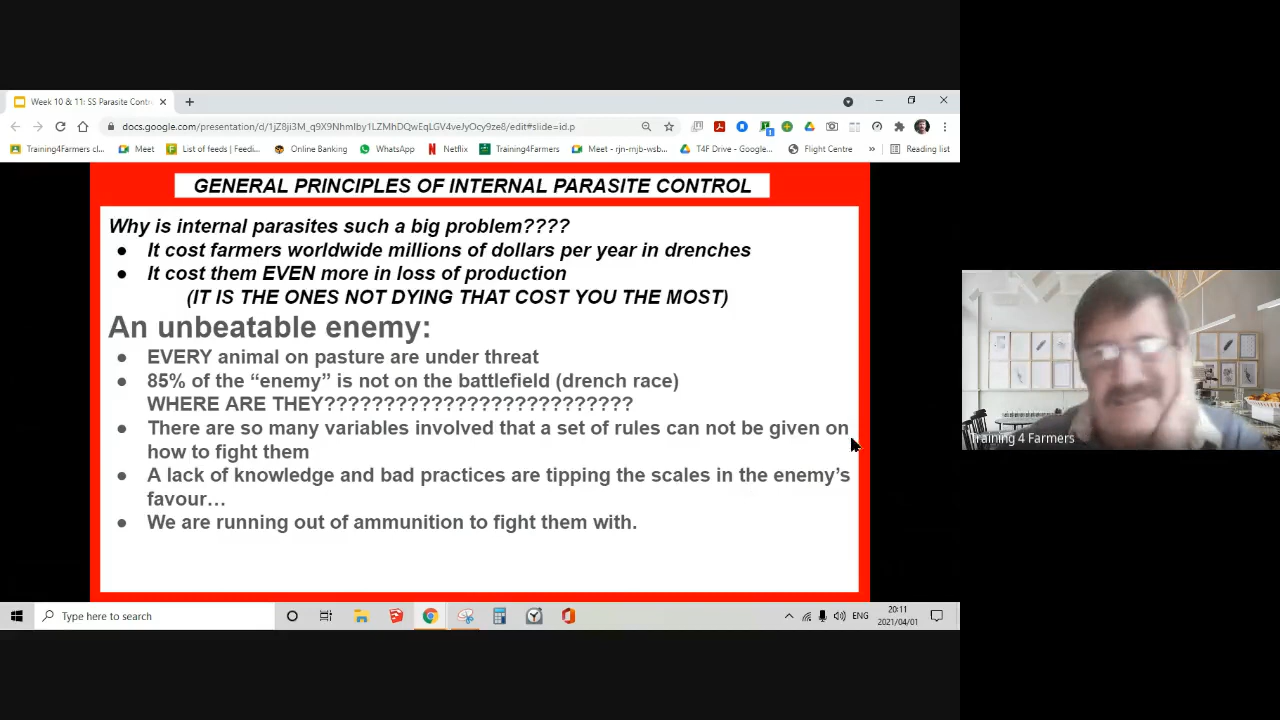 Week 10 & 11: SS Parasite Contr
docs.google.com/presentation/d/1jZ8ji3M_q9X9NhmIby1LZMhDQwEqLGV4veJyOcy9ze8/edit#slide=id.p
Training4Farmers cl...
Meet
List of feeds | Feedi...
Online Banking
WhatsApp
Netflix
Training4Farmers
Meet - rjn-mjb-wsb...
T4F Drive - Google...
Flight Centre
»
Reading list
GENERAL PRINCIPLES OF INTERNAL PARASITE CONTROL
Why is internal parasites such a big problem????
● It cost farmers worldwide millions of dollars per year in drenches
● It cost them EVEN more in loss of production
(IT IS THE ONES NOT DYING THAT COST YOU THE MOST)
An unbeatable enemy:
● EVERY animal on pasture are under threat
● 85% of the “enemy” is not on the battlefield (drench race)
WHERE ARE THEY??????????????????????????
● There are so many variables involved that a set of rules can not be given on
how to fight them
● A lack of knowledge and bad practices are tipping the scales in the enemy’s
favour…
● We are running out of ammunition to fight them with.
Training 4 Farmers
Type here to search
ENG
20:11
2021/04/01